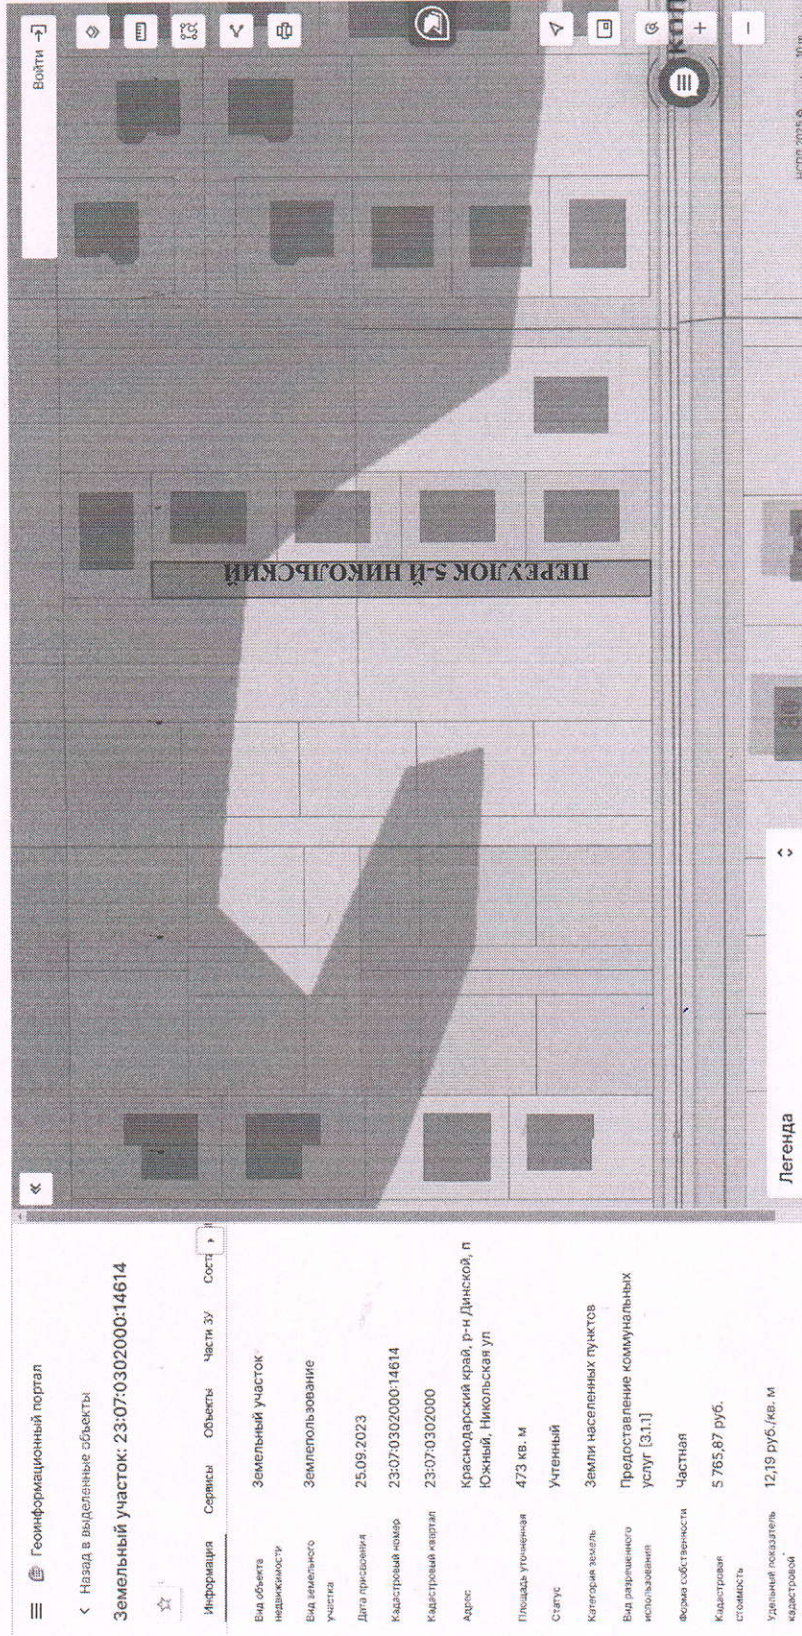 Геоинформационный портал
Назад в выделенные объекты
Земельный участок: 23:07:0302000:14614
Информация Сервисы Объекты Части ЗУ Соста
Вид объекта
недвижимости
Земельный участок
Вид земельного
участка
Землепользование
Дата присвоения
25.09.2023
Кадастровый номер
23:07:0302000:14614
Кадастровый квартал
23:07:0302000
Адрес
Краснодарский край, р-н Динской, п
Южный, Никольская ул
Площадь уточненная
473 кв. м
Статус
Учтенный
Категория земель
Земли населенных пунктов
Вид разрешенного
использования
Предоставление коммунальных
услуг [3.1.1]
Форма собственности
Частная
Кадастровая
стоимость
5 765,87 руб.
Удельный показатель
кадастровой
12,19 руб./кв. м
Войти
ПЕРЕУЛОК 5-Й НИКОЛЬСКИЙ
Легенда